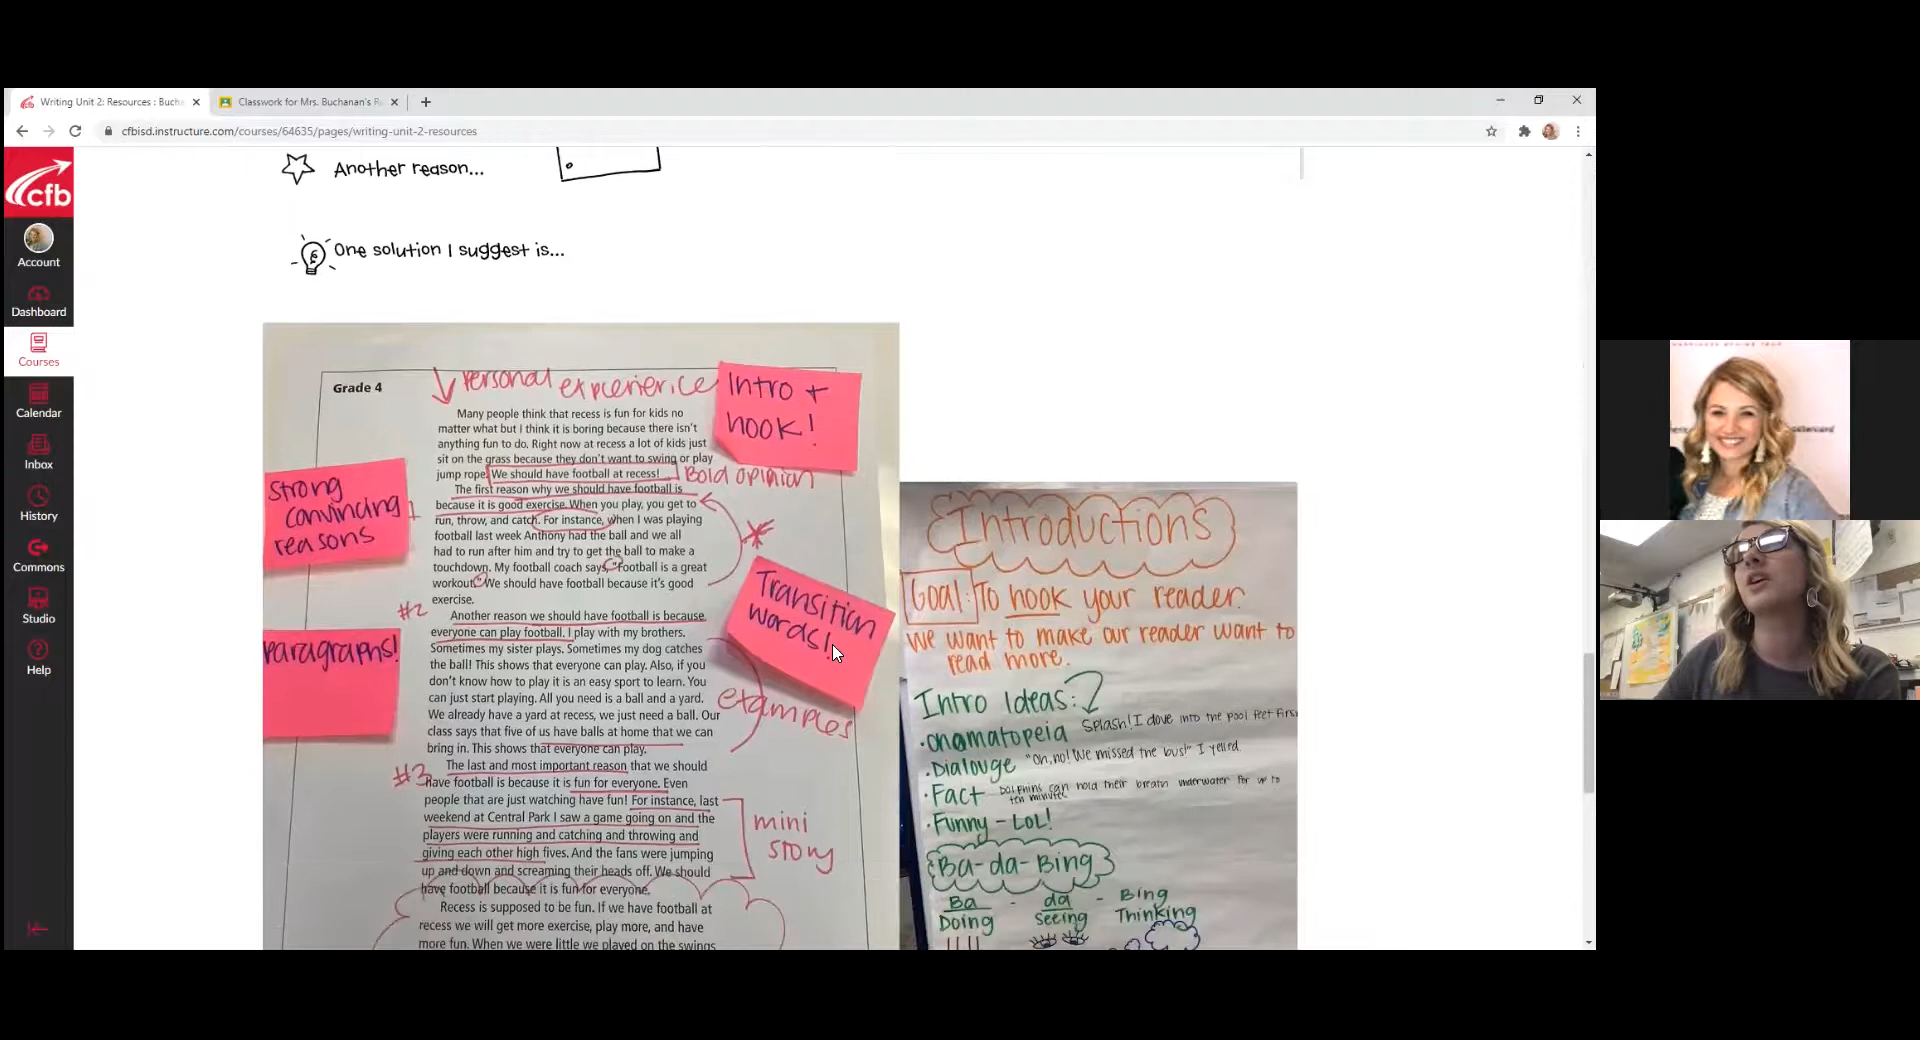 Writing Unit 2: Resources : Buch
Classwork for Mrs. Buchanan's R
cfbisd.instructure.com/courses/64635/pages/writing-unit-2-resources
cfb
Account
Dashboard
Courses
Calendar
Inbox
History
Commons
Studio
Help
Another reason...
One solution I suggest is...
Grade 4
Personal experience
Intro +
hook!
Many people think that recess is fun for kids no
matter what but I think it is boring because there isn't
anything fun to do. Right now at recess a lot of kids just
sit on the grass because they don't want to swing or play
jump rope. We should have football at recess!
Bold opinion
Strong
convincing
reasons
The first reason why we should have football is
because it is good exercise. When you play, you get to
run, throw, and catch. For instance, when I was playing
football last week Anthony had the ball and we all
had to run after him and try to get the ball to make a
touchdown. My football coach says, "Football is a great
workout." We should have football because it's good
exercise.
Transition
words!
#2
Paragraphs!
Another reason we should have football is because
everyone can play football. I play with my brothers.
Sometimes my sister plays. Sometimes my dog catches
the ball! This shows that everyone can play. Also, if you
don't know how to play it is an easy sport to learn. You
can just start playing. All you need is a ball and a yard.
We already have a yard at recess, we just need a ball. Our
class says that five of us have balls at home that we can
bring in. This shows that everyone can play.
examples
#3
The last and most important reason that we should
have football is because it is fun for everyone. Even
people that are just watching have fun! For instance, last
weekend at Central Park I saw a game going on and the
players were running and catching and throwing and
giving each other high fives. And the fans were jumping
up and down and screaming their heads off. We should
have football because it is fun for everyone.
mini
story
Recess is supposed to be fun. If we have football at
recess we will get more exercise, play more, and have
more fun. When we were little we played on the swings
Introductions
Goal: To hook your reader.
We want to make our reader want to
read more.
Intro Ideas:
·onamatopeia Splash! I dove into the pool feet first
·Dialouge "Oh, no! We missed the bus!" I yelled.
·Fact Dolphins can hold their breath underwater for up to
ten minutes
·Funny - LOL!
Ba-da-Bing
Ba - da - Bing
Doing Seeing Thinking